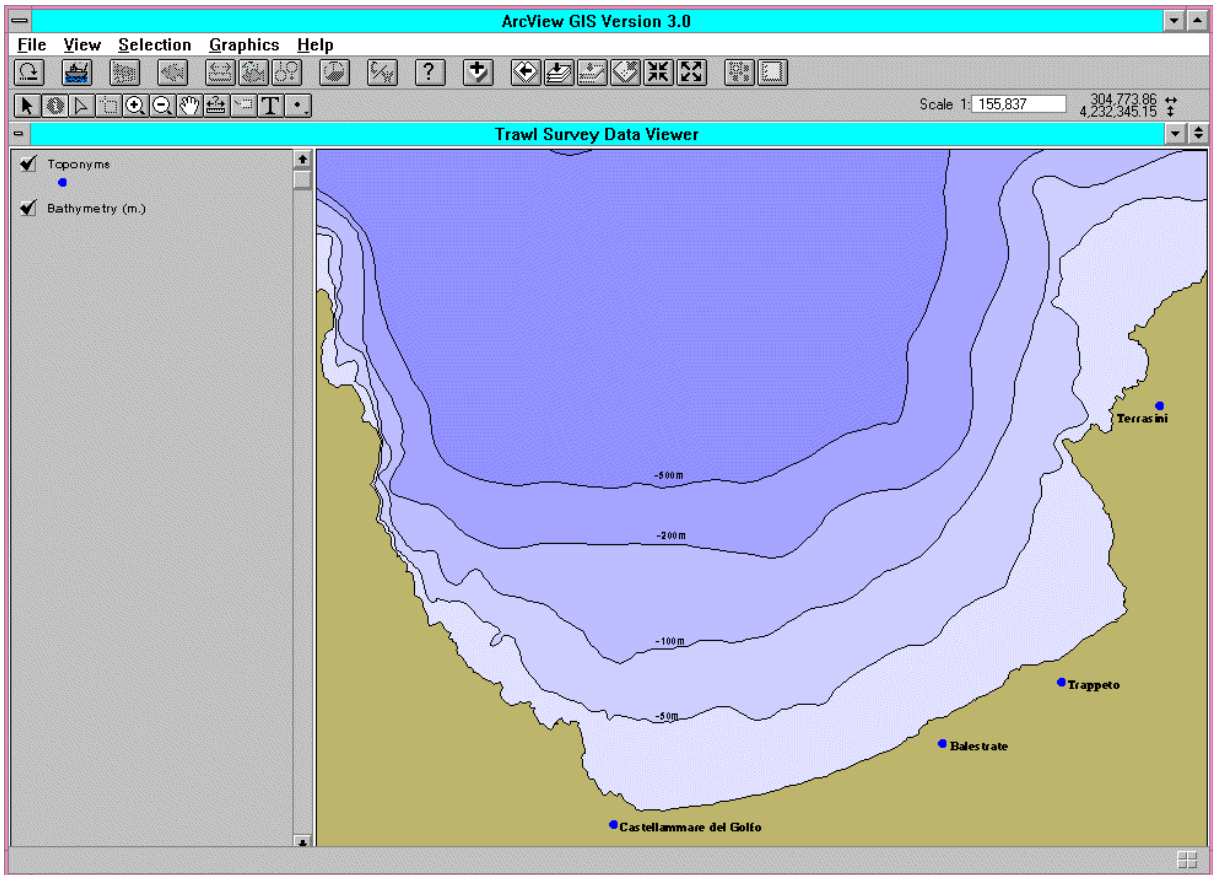 ArcView GIS Version 3.0
File View Selection Graphics Help
?
T
Scale 1: 155,837
304,773.86
4,232,345.15
Trawl Survey Data Viewer
Toponyms
Bathymetry (m.)
Terrasini
-500m
-200m
-100m
Trappeto
-50m
Balestrate
Castellammare del Golfo